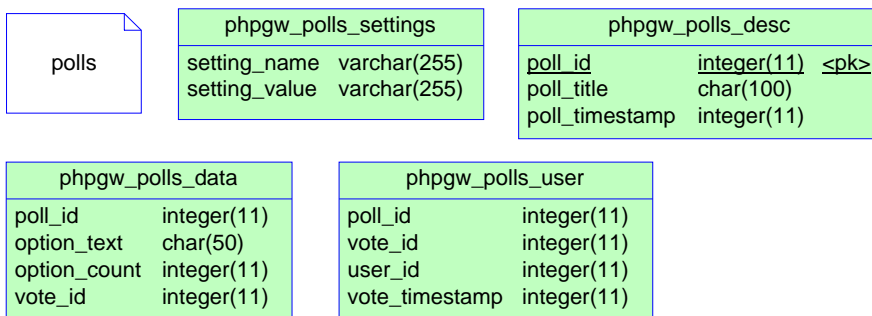 polls
phpgw_polls_settings
setting_name varchar(255)
setting_value varchar(255)
phpgw_polls_desc
poll_id integer(11) <pk>
poll_title char(100)
poll_timestamp integer(11)
phpgw_polls_data
poll_id integer(11)
option_text char(50)
option_count integer(11)
vote_id integer(11)
phpgw_polls_user
poll_id integer(11)
vote_id integer(11)
user_id integer(11)
vote_timestamp integer(11)